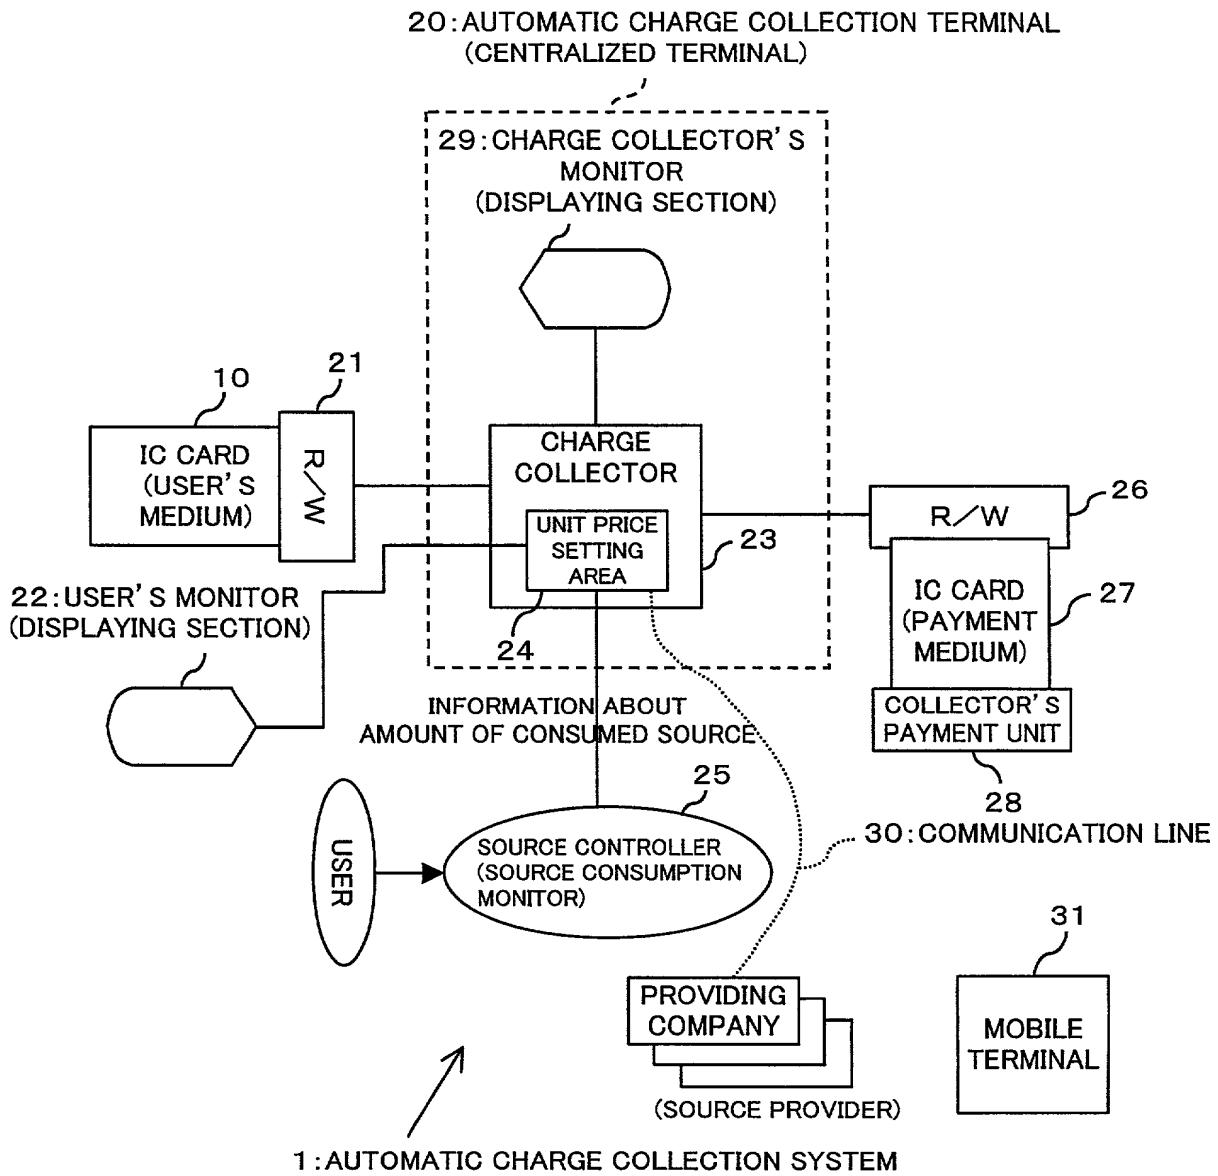 20:AUTOMATIC CHARGE COLLECTION TERMINAL
(CENTRALIZED TERMINAL)
29:CHARGE COLLECTOR'S
MONITOR
(DISPLAYING SECTION)
10
21
IC CARD
(USER'S
MEDIUM)
R/W
CHARGE
COLLECTOR
UNIT PRICE
SETTING
AREA
23
24
R/W
26
IC CARD
(PAYMENT
MEDIUM)
27
COLLECTOR'S
PAYMENT UNIT
28
22:USER'S MONITOR
(DISPLAYING SECTION)
INFORMATION ABOUT
AMOUNT OF CONSUMED SOURCE
25
USER
SOURCE CONTROLLER
(SOURCE CONSUMPTION
MONITOR)
30:COMMUNICATION LINE
PROVIDING
COMPANY
(SOURCE PROVIDER)
31
MOBILE
TERMINAL
1:AUTOMATIC CHARGE COLLECTION SYSTEM